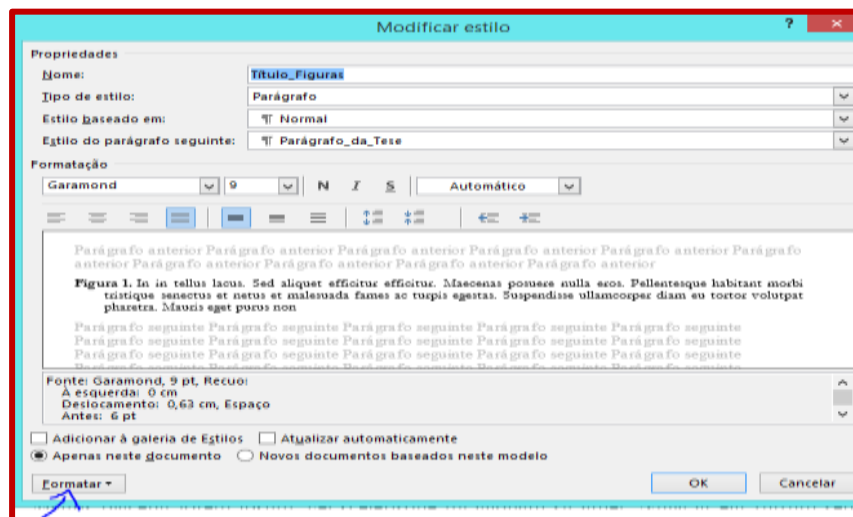 Modificar estilo ? ×
Propriedades
Nome: Título_Figuras
Tipo de estilo: Parágrafo
Estilo baseado em: ¶ Normal
Estilo do parágrafo seguinte: ¶ Parágrafo_da_Tese
Formatação
Garamond 9 N I S Automático
Parágrafo anterior Parágrafo anterior Parágrafo anterior Parágrafo anterior Parágrafo anterior Parágrafo
anterior Parágrafo anterior Parágrafo anterior Parágrafo anterior Parágrafo anterior
Figura 1. In in tellus lacus. Sed aliquet efficitur efficitur. Maecenas posuere nulla eros. Pellentesque habitant morbi
tristique senectus et netus et malesuada fames ac turpis egestas. Suspendisse ullamcorper diam eu tortor volutpat
pharetra. Mauris eget purus non
Parágrafo seguinte Parágrafo seguinte Parágrafo seguinte Parágrafo seguinte Parágrafo seguinte
Parágrafo seguinte Parágrafo seguinte Parágrafo seguinte Parágrafo seguinte Parágrafo seguinte
Parágrafo seguinte Parágrafo seguinte Parágrafo seguinte Parágrafo seguinte Parágrafo seguinte
Fonte: Garamond, 9 pt, Recuo:
À esquerda: 0 cm
Deslocamento: 0,63 cm, Espaço
Antes: 6 pt
Adicionar à galeria de Estilos Atualizar automaticamente
Apenas neste documento Novos documentos baseados neste modelo
Formatar OK Cancelar